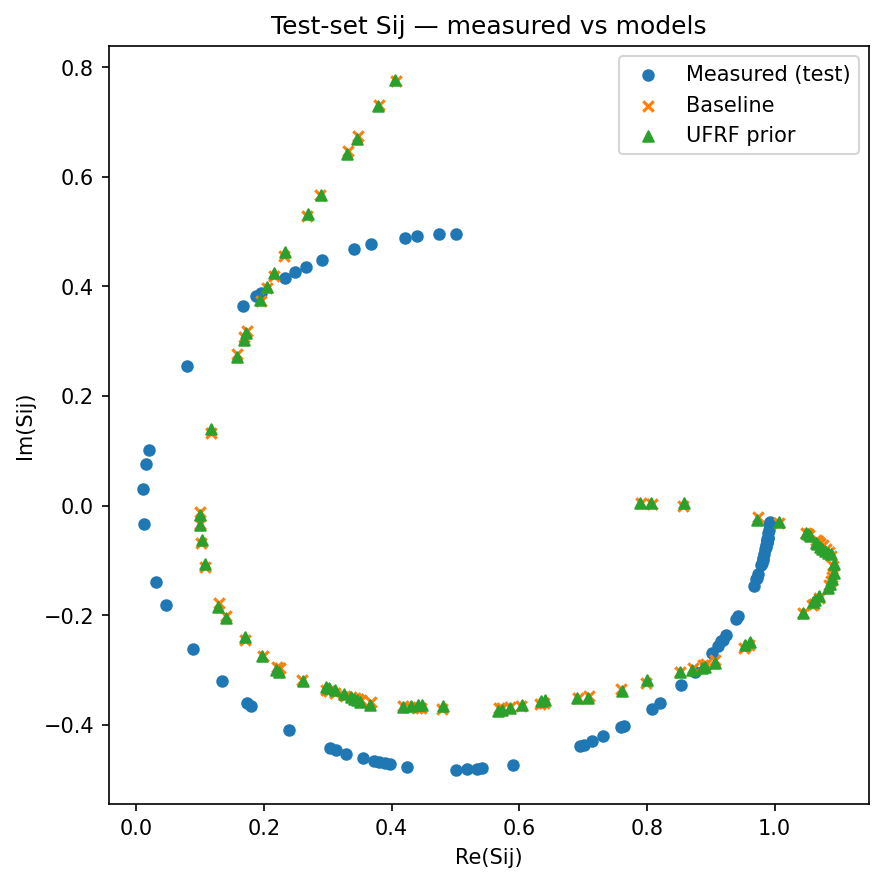 Test-set Sij — measured vs models
Measured (test)
Baseline
UFRF prior
0.8
0.6
0.4
0.2
0.0
−0.2
−0.4
Im(Sij)
0.0
0.2
0.4
0.6
0.8
1.0
Re(Sij)